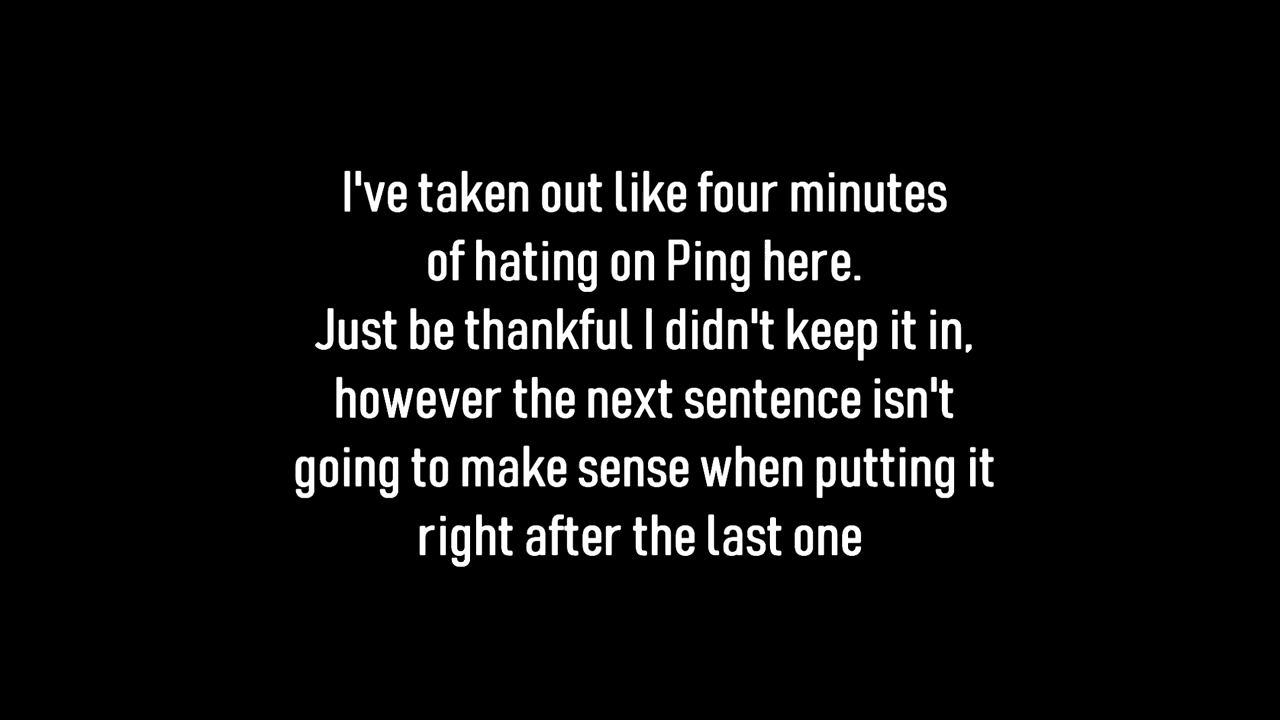 I've taken out like four minutes
of hating on Ping here.
Just be thankful I didn't keep it in,
however the next sentence isn't
going to make sense when putting it
right after the last one